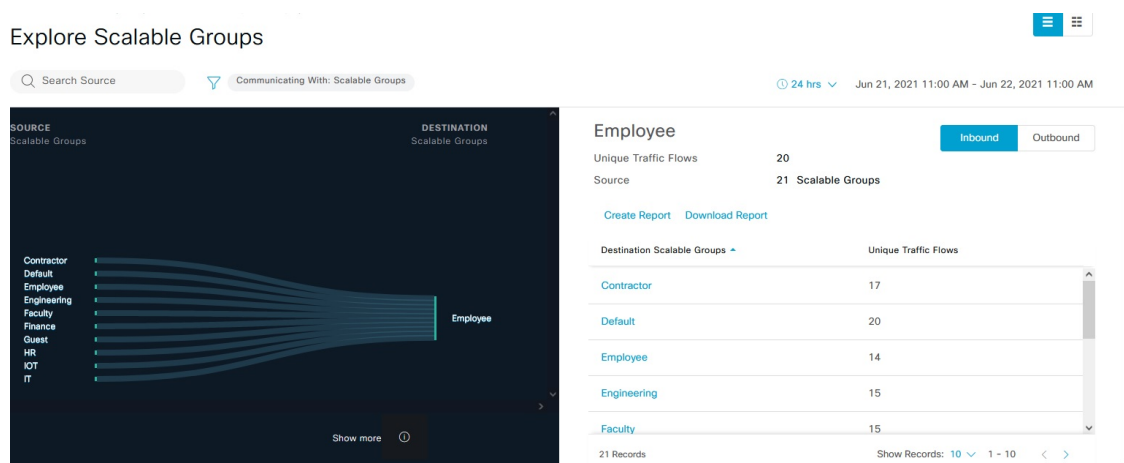 Explore Scalable Groups
Search Source
Communicating With: Scalable Groups
24 hrs
Jun 21, 2021 11:00 AM - Jun 22, 2021 11:00 AM
SOURCE
Scalable Groups
DESTINATION
Scalable Groups
Contractor
Default
Employee
Engineering
Faculty
Finance
Guest
HR
IOT
IT
Employee
Show more
Employee
Inbound
Outbound
Unique Traffic Flows 20
Source 21 Scalable Groups
Create Report Download Report
Destination Scalable Groups Unique Traffic Flows
Contractor 17
Default 20
Employee 14
Engineering 15
Faculty 15
21 Records Show Records: 10 1 - 10